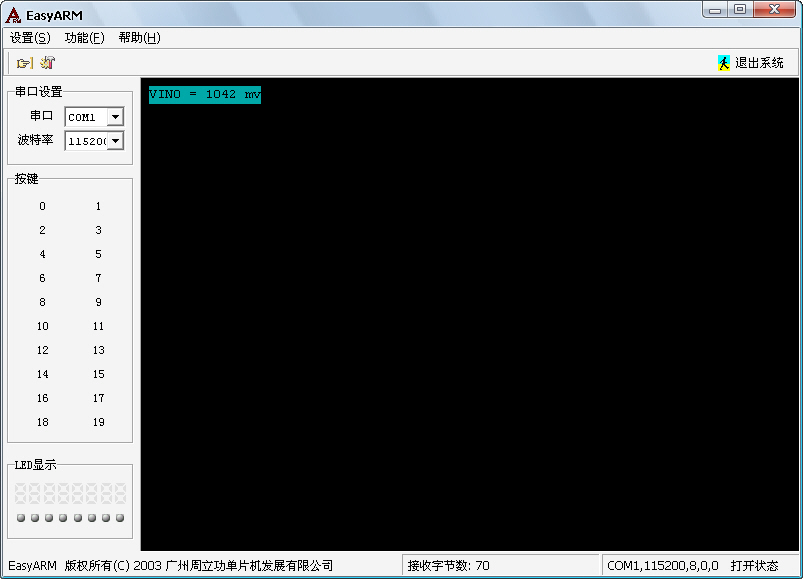 EasyARM
设置(S) 功能(F) 帮助(H)
退出系统
串口设置
串口 COM1
波特率 11520
按键
0 1
2 3
4 5
6 7
8 9
10 11
12 13
14 15
16 17
18 19
LED显示
VIN0 = 1042 mv
EasyARM 版权所有(C) 2003 广州周立功单片机发展有限公司
接收字节数: 70
COM1,115200,8,0,0 打开状态